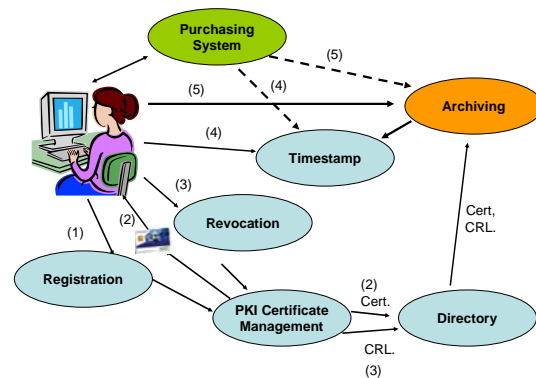 Purchasing
System
(5)
(4)
(5)
Archiving
(4)
Timestamp
(3)
Cert,
CRL.
(2)
Revocation
(1)
Registration
(2)
Cert.
PKI Certificate
Management
Directory
CRL.
(3)